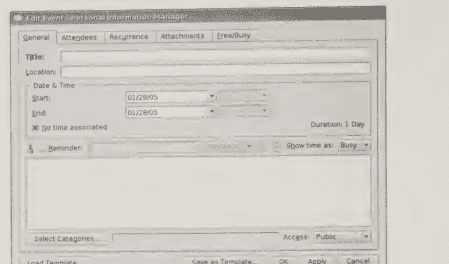 Edit Event - Personal Information Manager
General Attendees Recurrence Attachments Free/Busy
Title:
Location:
Date & Time
Start: 01/28/05
End: 01/28/05
No time associated Duration: 1 Day
Reminder: Show time as: Busy
Select Categories... Access: Public
Load Template... Save as Template... OK Apply Cancel